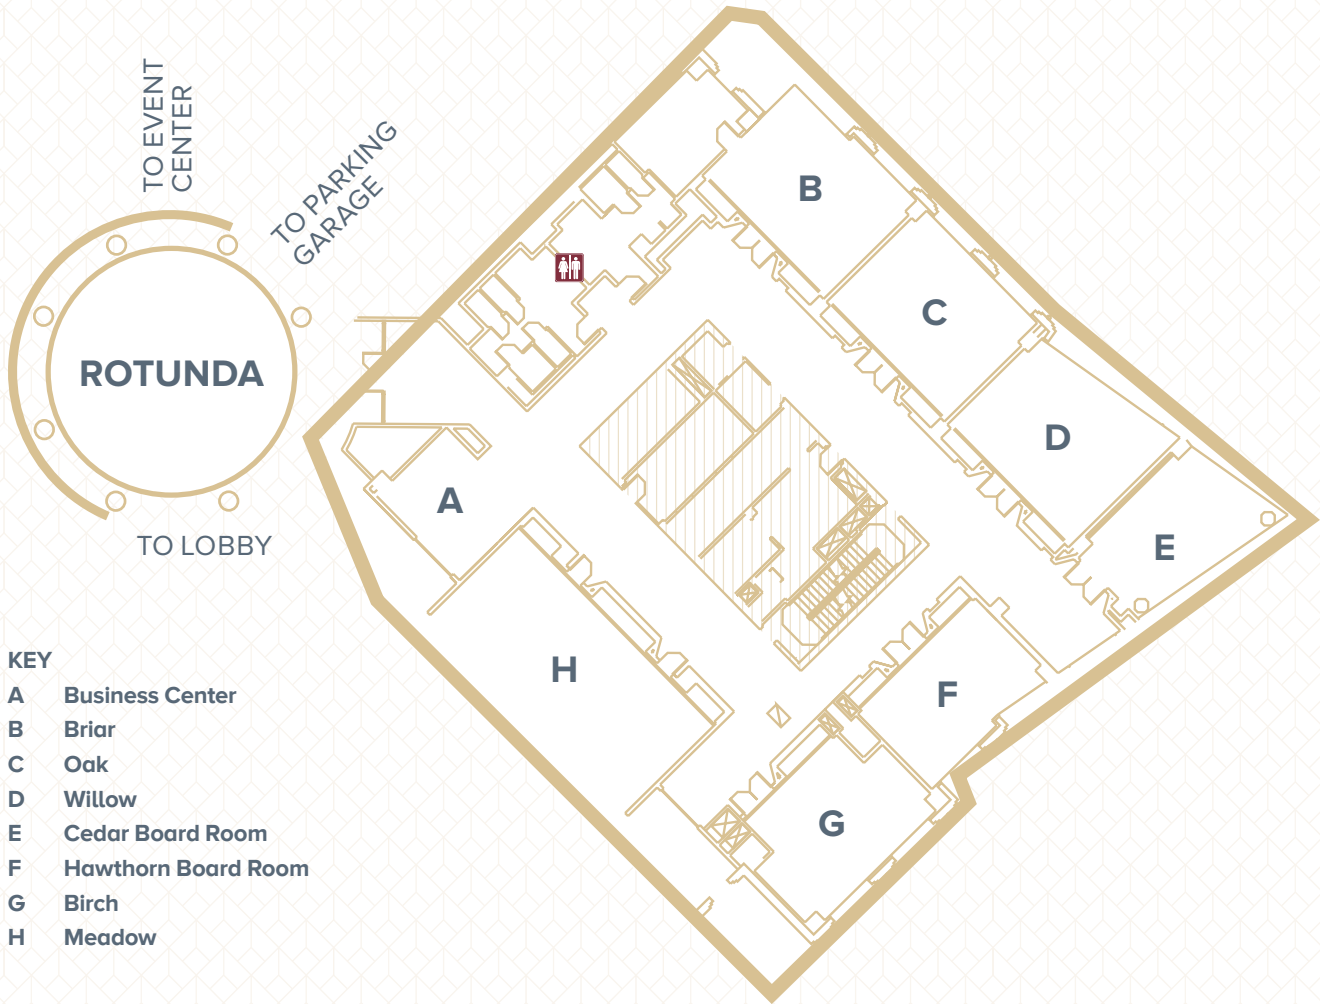 TO EVENT
CENTER
TO PARKING
GARAGE
ROTUNDA
TO LOBBY
B
C
D
A
E
H
F
G
KEY
A Business Center
B Briar
C Oak
D Willow
E Cedar Board Room
F Hawthorn Board Room
G Birch
H Meadow